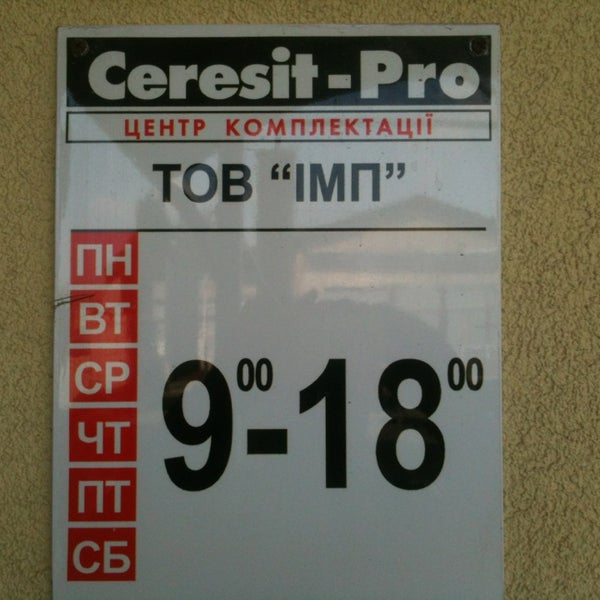 Ceresit-Pro
ЦЕНТР КОМПЛЕКТАЦІЇ
ТОВ “ІМП”
ПН
ВТ
СР
ЧТ
ПТ
СБ
9⁰⁰-18⁰⁰